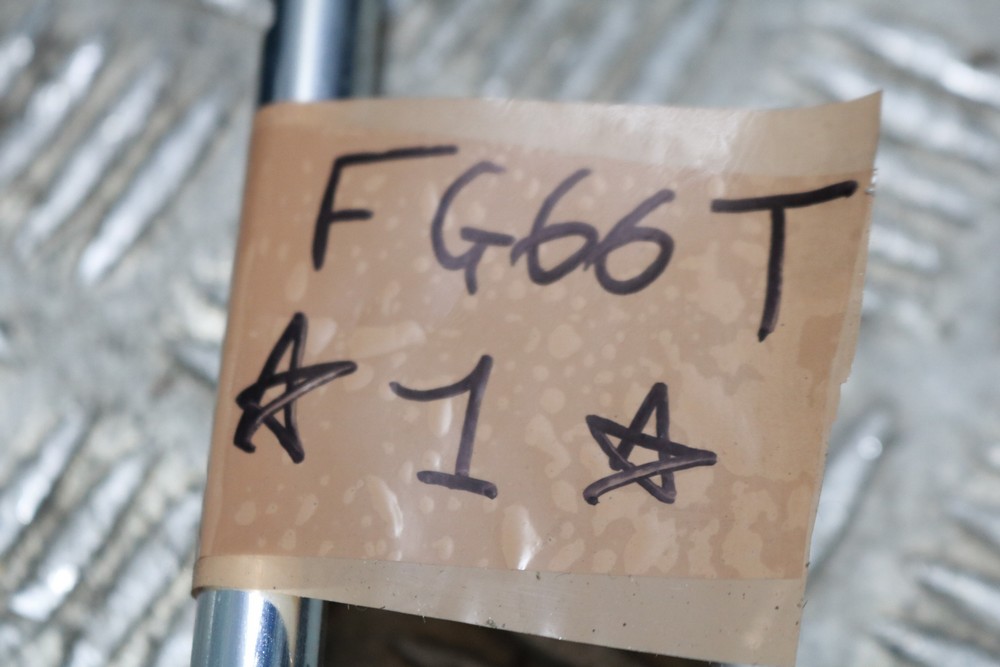 FG66T
☆ 1 ☆